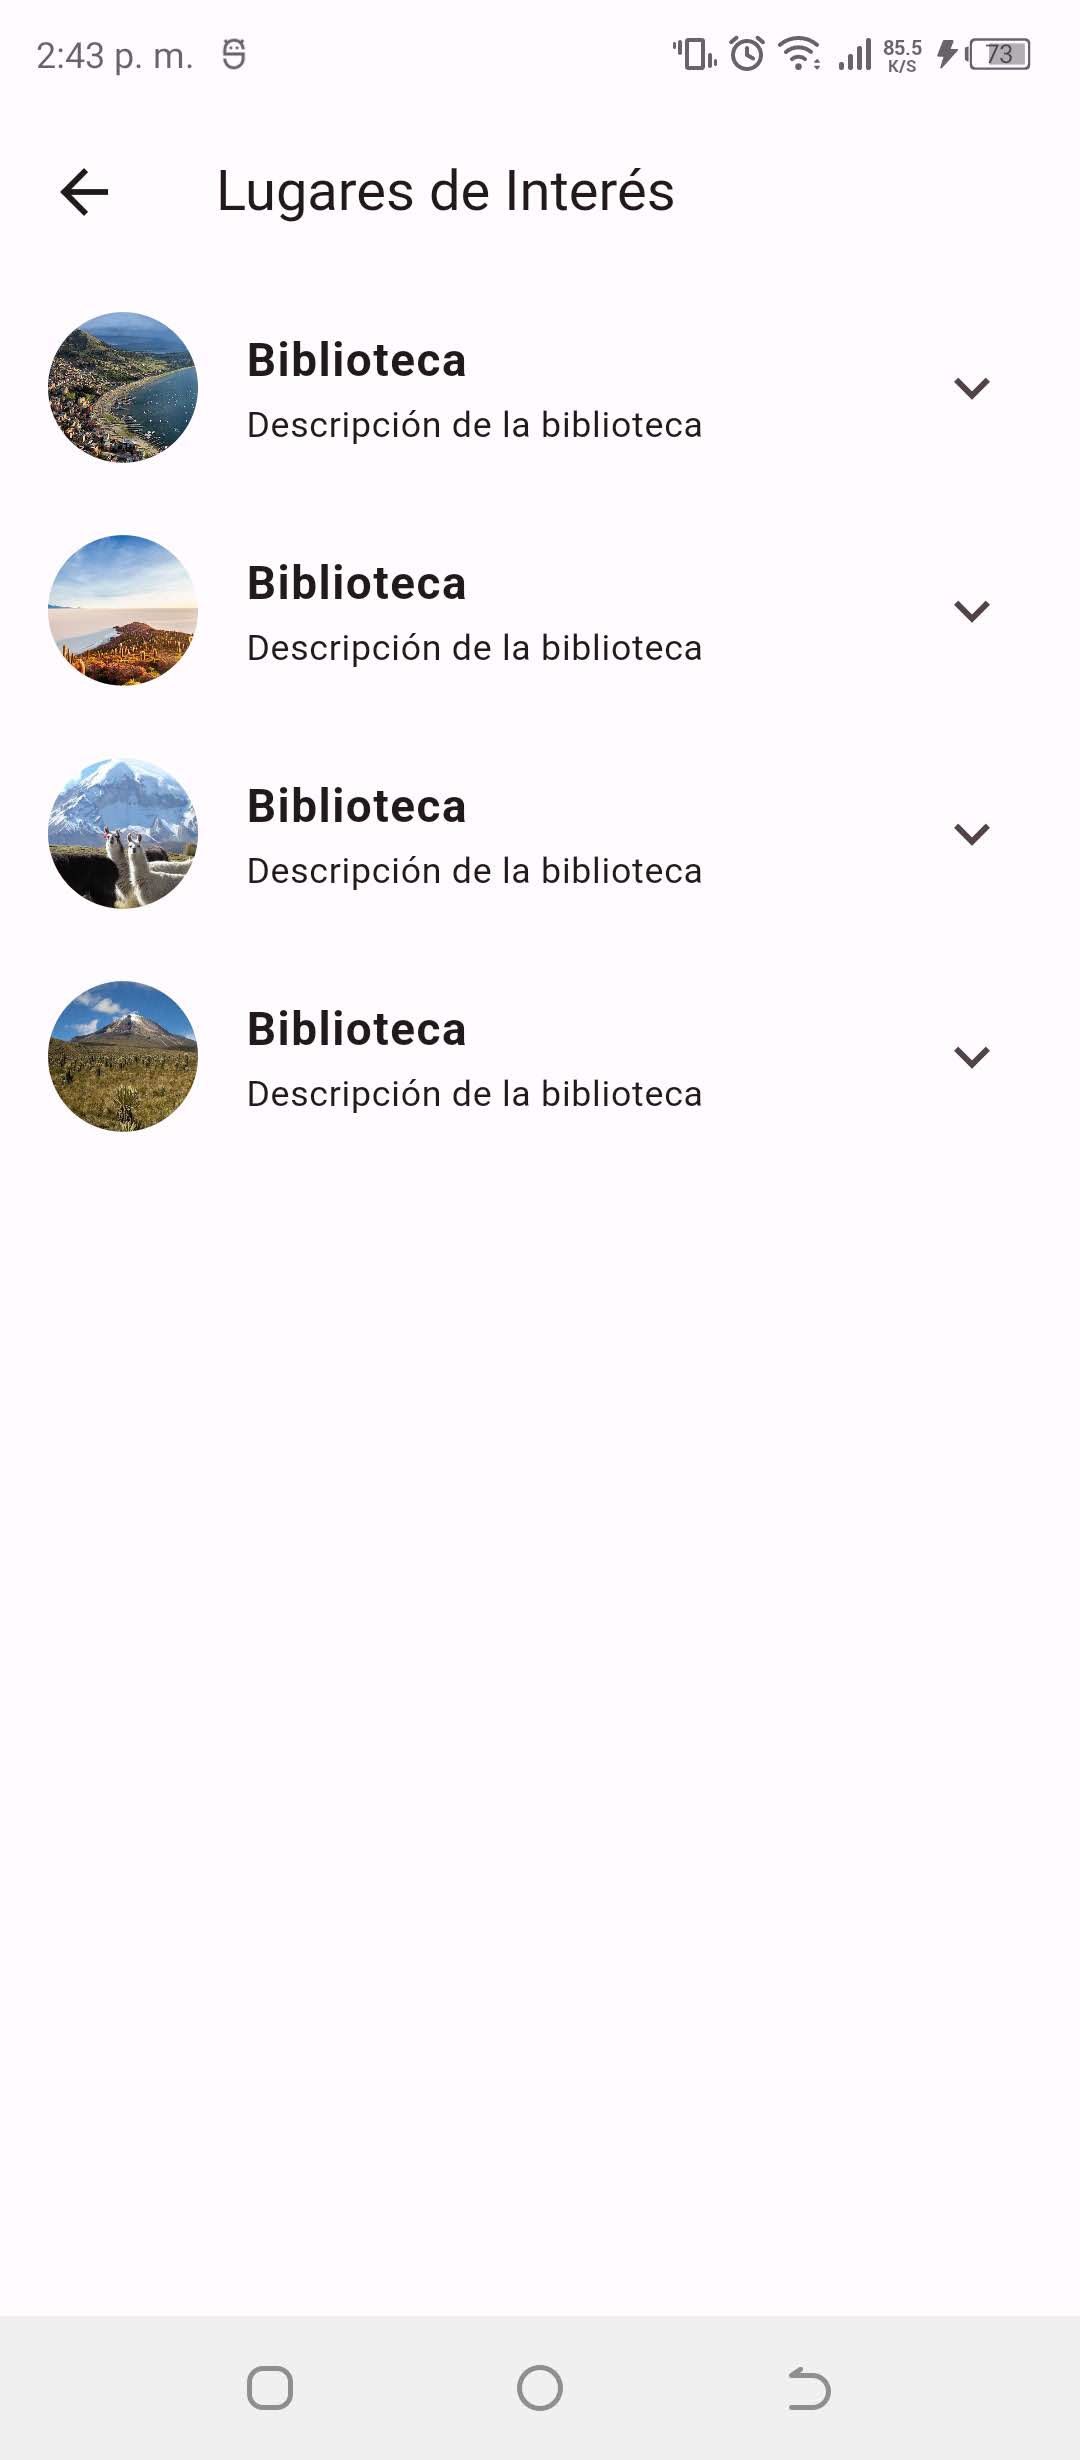 2:43 p. m.
85.5
K/S
73
Lugares de Interés
Biblioteca
Descripción de la biblioteca
Biblioteca
Descripción de la biblioteca
Biblioteca
Descripción de la biblioteca
Biblioteca
Descripción de la biblioteca